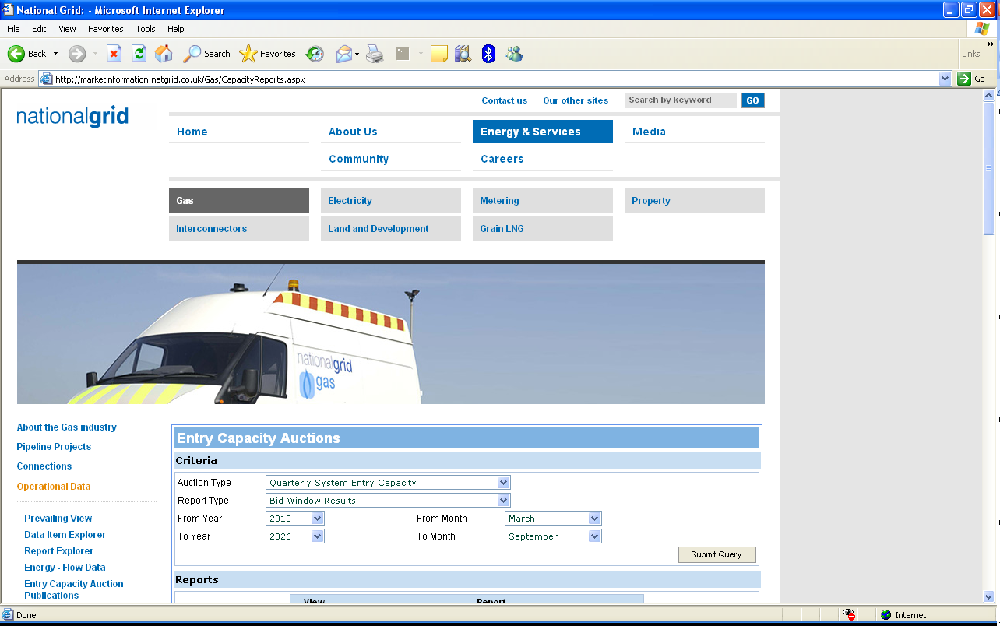 National Grid: - Microsoft Internet Explorer
File Edit View Favorites Tools Help
Back Search Favorites Links »
Address http://marketinformation.natgrid.co.uk/Gas/CapacityReports.aspx Go
Contact us Our other sites Search by keyword GO
nationalgrid
Home About Us Energy & Services Media
Community Careers
Gas Electricity Metering Property
Interconnectors Land and Development Grain LNG
nationalgrid
gas
About the Gas industry
Pipeline Projects
Connections
Operational Data
Prevailing View
Data Item Explorer
Report Explorer
Energy - Flow Data
Entry Capacity Auction
Publications
Entry Capacity Auctions
Criteria
Auction Type Quarterly System Entry Capacity
Report Type Bid Window Results
From Year 2010 From Month March
To Year 2026 To Month September
Submit Query
Reports
View Report
Done Internet